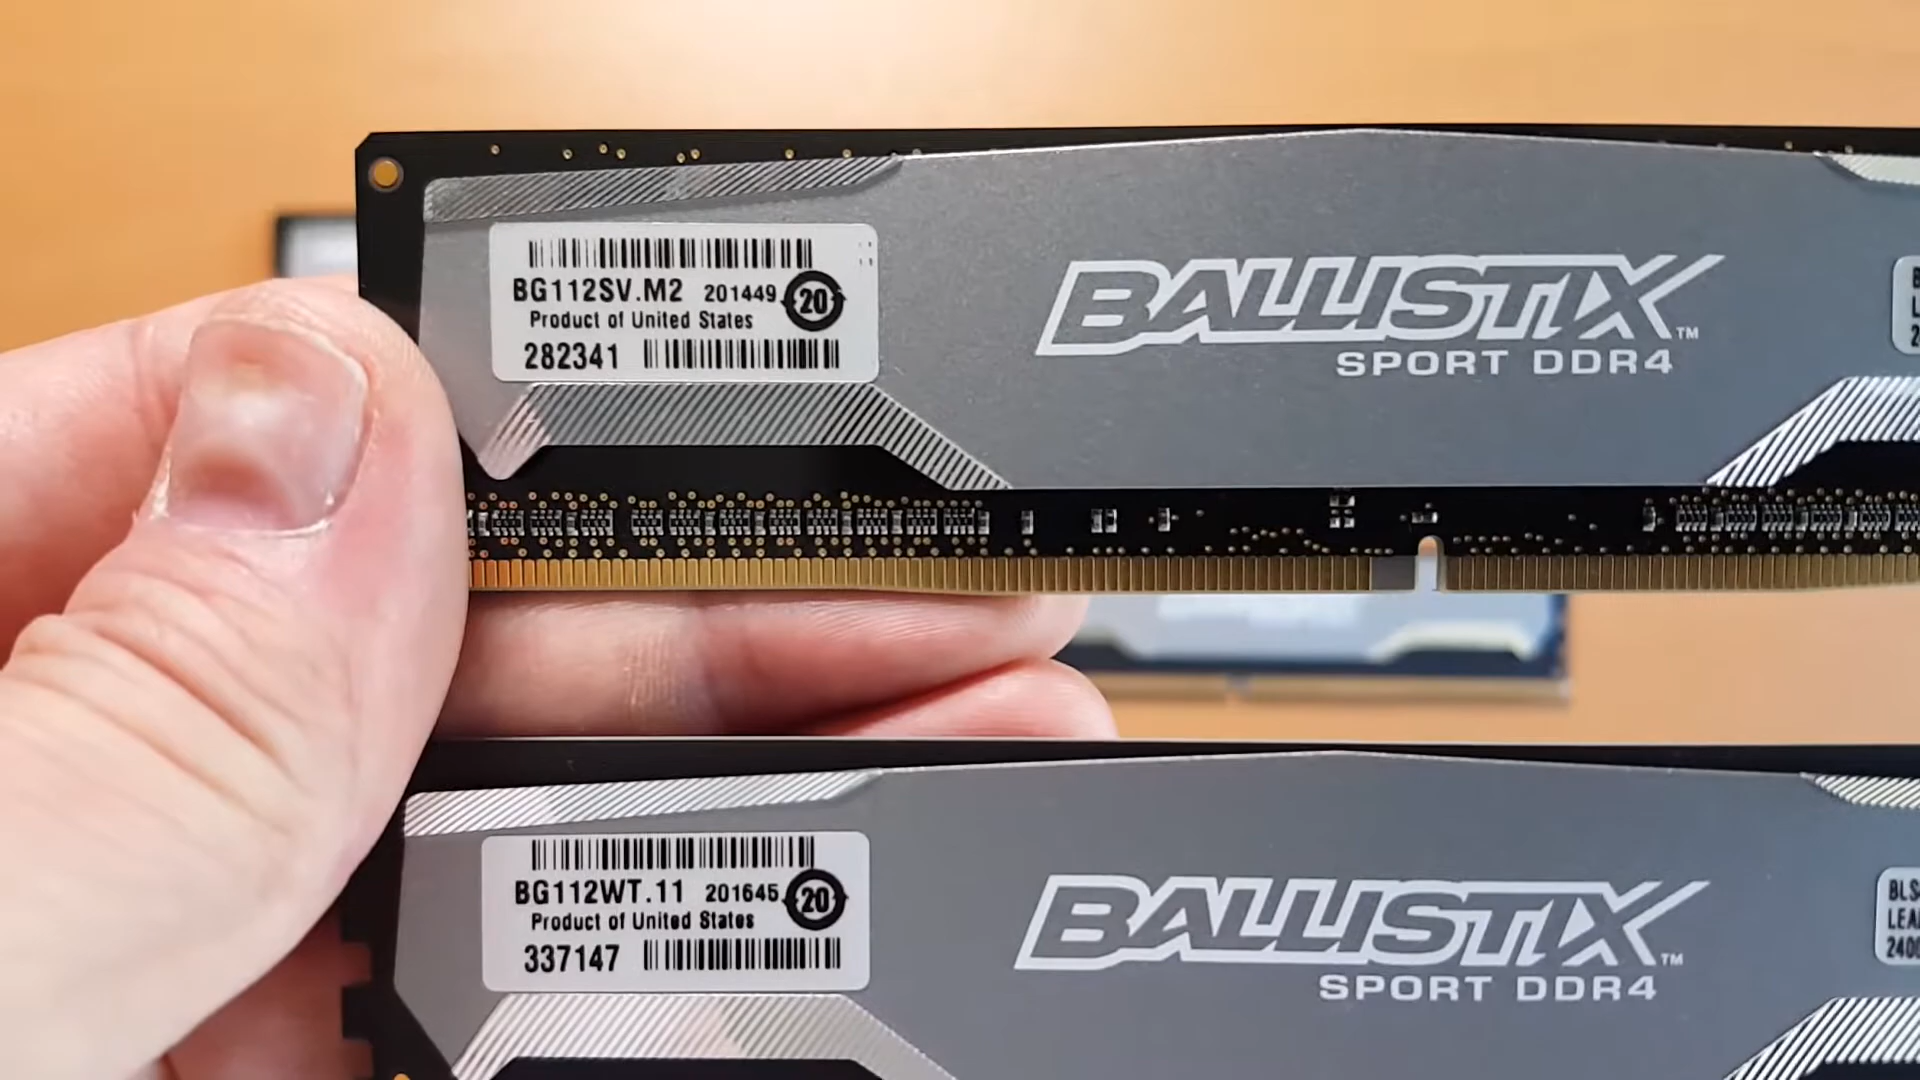 BG112SV.M2 201449 20
Product of United States
282341
BALLISTIX™
SPORT DDR4
BG112WT.11 201645 20
Product of United States
337147
BALLISTIX™
SPORT DDR4
BLS
LEA
240